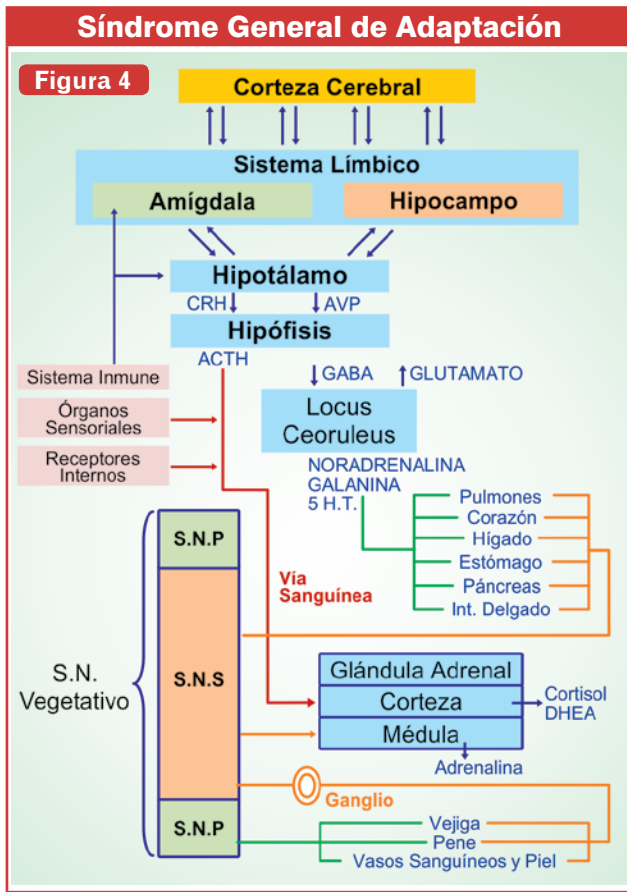 Síndrome General de Adaptación
Figura 4
Corteza Cerebral
Sistema Límbico
Amígdala
Hipocampo
Hipotálamo
CRH
AVP
Hipófisis
ACTH
Sistema Inmune
GABA
GLUTAMATO
Órganos
Sensoriales
Locus
Ceoruleus
Receptores
Internos
NORADRENALINA
GALANINA
5 H.T.
Pulmones
Corazón
Hígado
Estómago
Páncreas
Int. Delgado
S.N.P
Vía
Sanguínea
S.N.
Vegetativo
S.N.S
Glándula Adrenal
Corteza
Médula
Cortisol
DHEA
Adrenalina
Ganglio
S.N.P
Vejiga
Pene
Vasos Sanguíneos y Piel